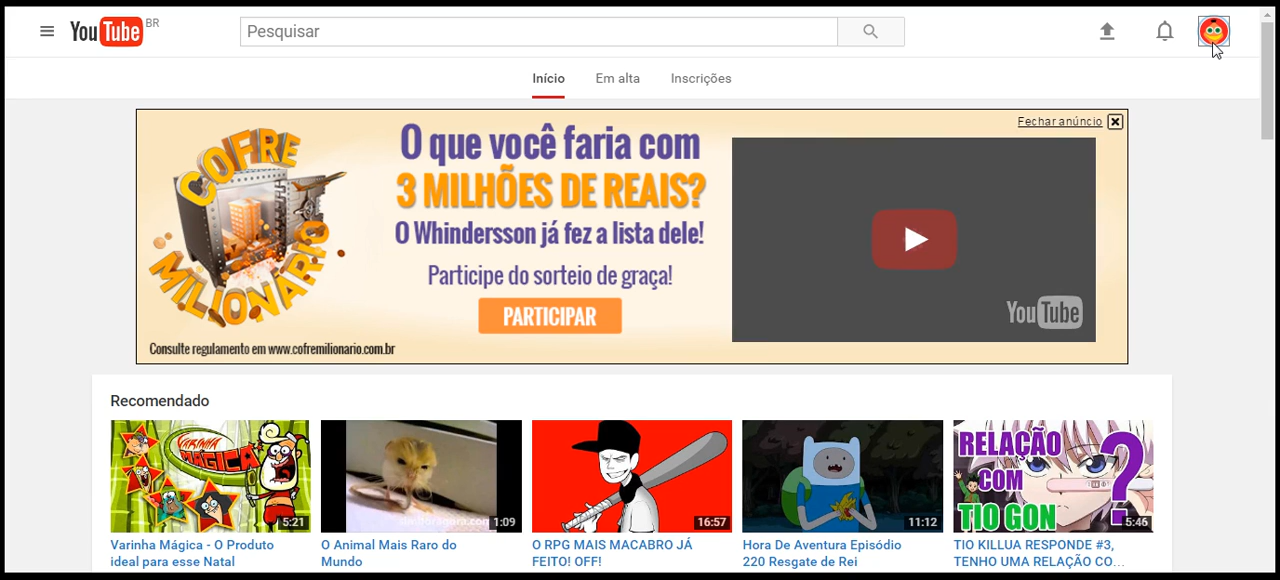 YouTube BR
Pesquisar
Início Em alta Inscrições
Fechar anúncio
COFRE
MILIONÁRIO
O que você faria com
3 MILHÕES DE REAIS?
O Whindersson já fez a lista dele!
Participe do sorteio de graça!
PARTICIPAR
Consulte regulamento em www.cofremilionario.com.br
YouTube
Recomendado
VARINHA
MÁGICA
5:21
1:09
16:57
11:12
RELAÇÃO
COM
TIO GON
?
5:46
Varinha Mágica - O Produto
ideal para esse Natal
O Animal Mais Raro do
Mundo
O RPG MAIS MACABRO JÁ
FEITO! OFF!
Hora De Aventura Episódio
220 Resgate de Rei
TIO KILLUA RESPONDE #3,
TENHO UMA RELAÇÃO CO...